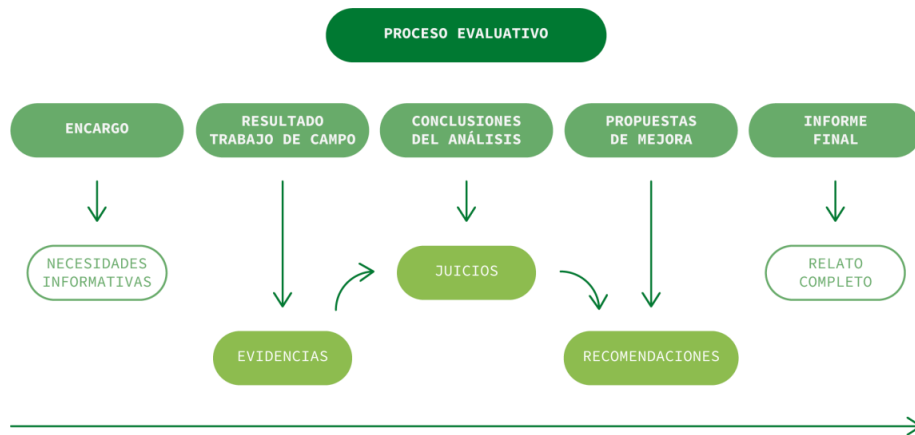 PROCESO EVALUATIVO
ENCARGO
RESULTADO
TRABAJO DE CAMPO
CONCLUSIONES
DEL ANÁLISIS
PROPUESTAS
DE MEJORA
INFORME
FINAL
NECESIDADES
INFORMATIVAS
JUICIOS
RELATO
COMPLETO
EVIDENCIAS
RECOMENDACIONES